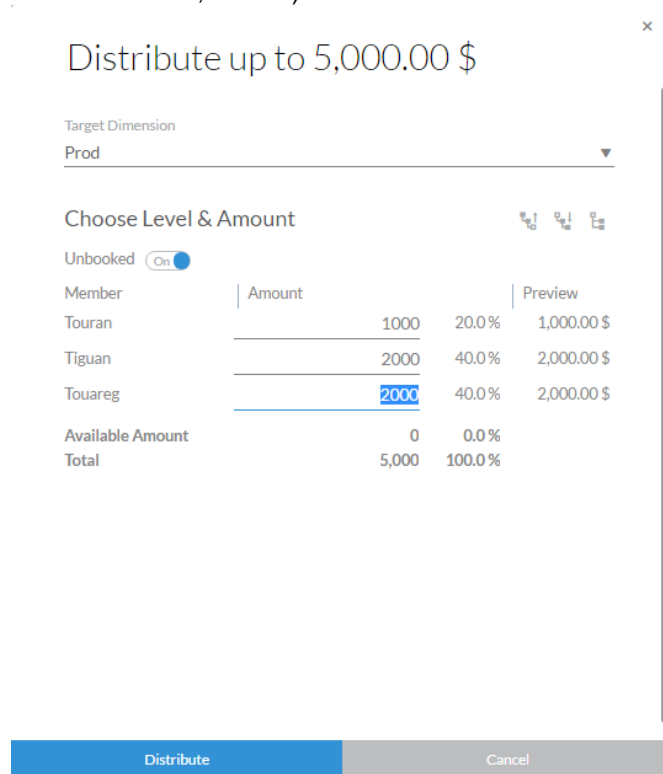 ×
Distribute up to 5,000.00 $
Target Dimension
Prod
Choose Level & Amount
Unbooked On
Member Amount Preview
Touran 1000 20.0 % 1,000.00 $
Tiguan 2000 40.0 % 2,000.00 $
Touareg 2000 40.0 % 2,000.00 $
Available Amount 0 0.0 %
Total 5,000 100.0 %
Distribute Cancel